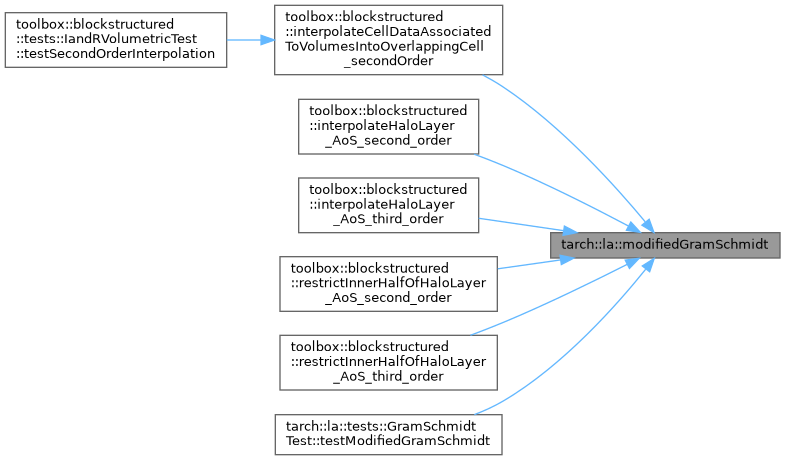 toolbox::blockstructured
::tests::IandRVolumetricTest
::testSecondOrderInterpolation
toolbox::blockstructured
::interpolateCellDataAssociated
ToVolumesIntoOverlappingCell
_secondOrder
toolbox::blockstructured
::interpolateHaloLayer
_AoS_second_order
toolbox::blockstructured
::interpolateHaloLayer
_AoS_third_order
toolbox::blockstructured
::restrictInnerHalfOfHaloLayer
_AoS_second_order
toolbox::blockstructured
::restrictInnerHalfOfHaloLayer
_AoS_third_order
tarch::la::tests::GramSchmidt
Test::testModifiedGramSchmidt
tarch::la::modifiedGramSchmidt